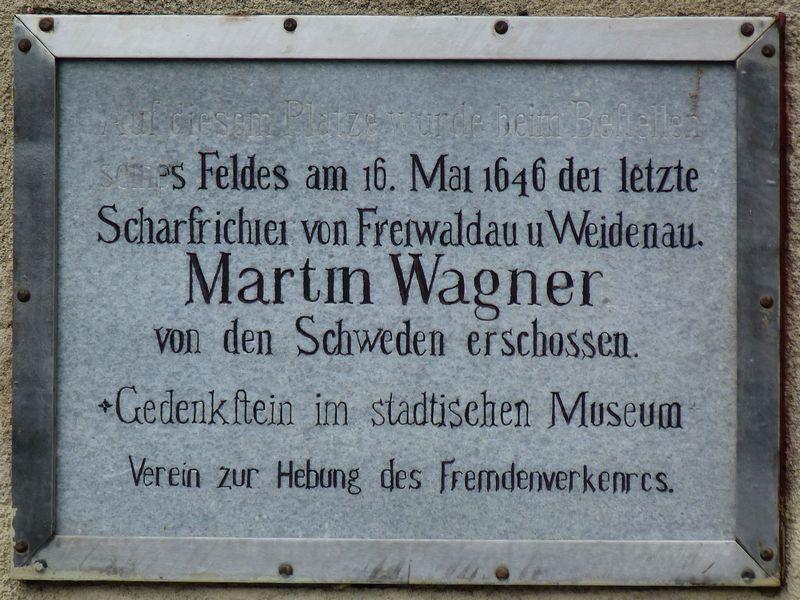 Auf diesem Platze wurde beim Bestellen
seines Feldes am 16. Mai 1646 der letzte
Scharfrichter von Freiwaldau u Weidenau.
Martin Wagner
von den Schweden erschossen.
+Gedenkstein im stadtischen Museum
Verein zur Hebung des Fremdenverkehres.